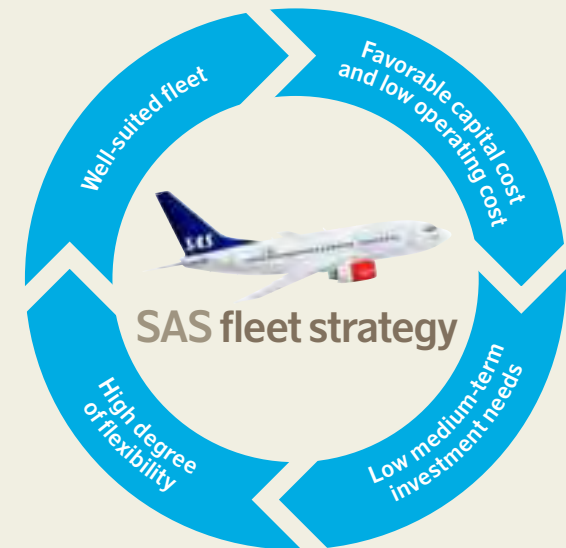 Well-suited fleet
Favorable capital cost
and low operating cost
SAS
SAS fleet strategy
High degree
of flexibility
Low medium-term
investment needs